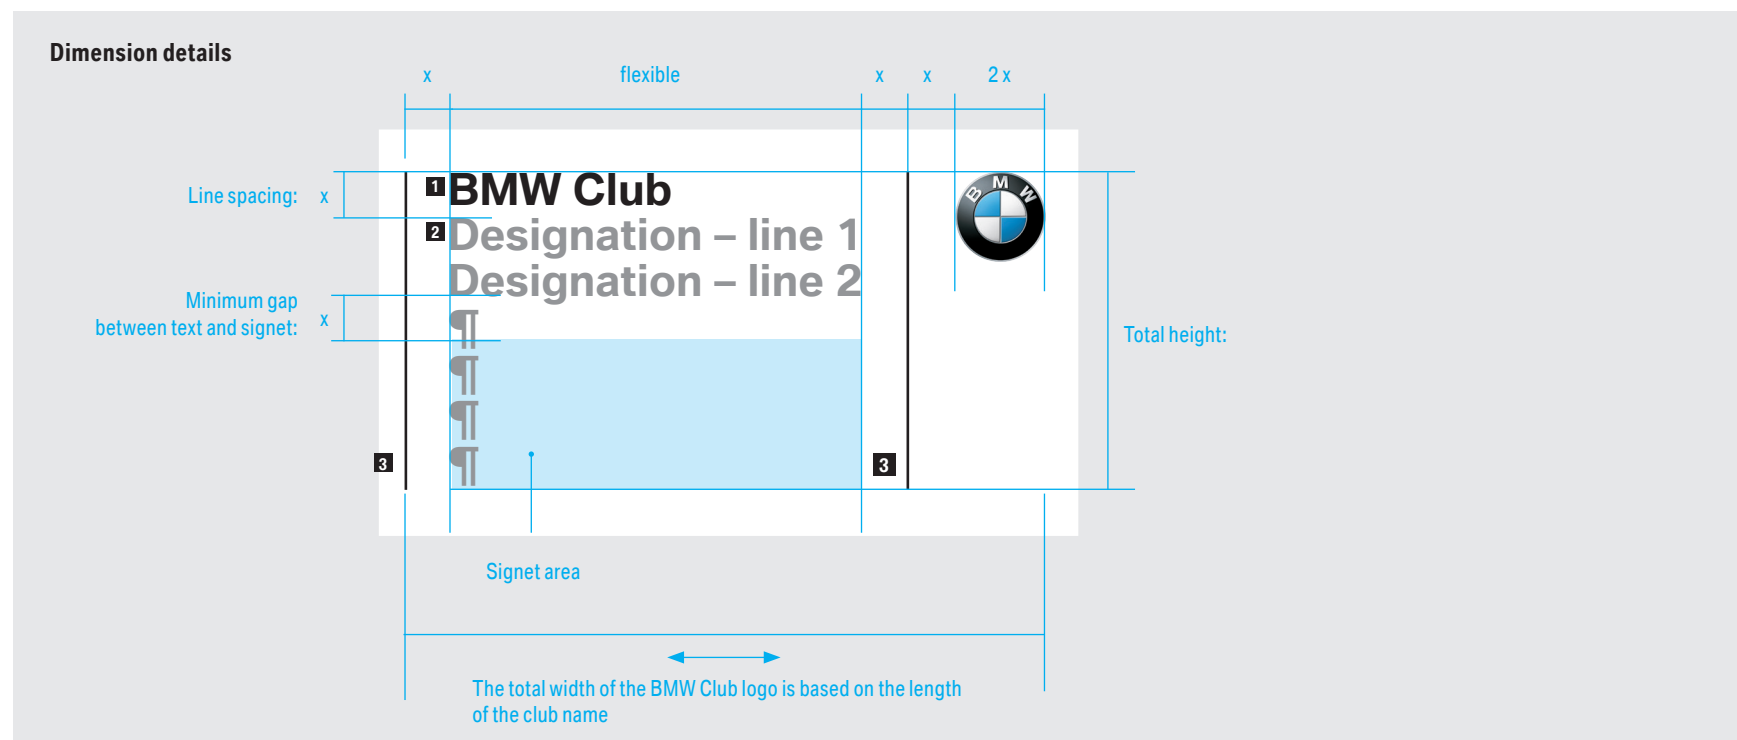 Dimension details
x flexible x x 2 x
Line spacing: x
1 BMW Club
2 Designation – line 1
Designation – line 2
¶
¶
¶
¶
BMW
Minimum gap
between text and signet: x
Total height:
3 3
Signet area
The total width of the BMW Club logo is based on the length
of the club name